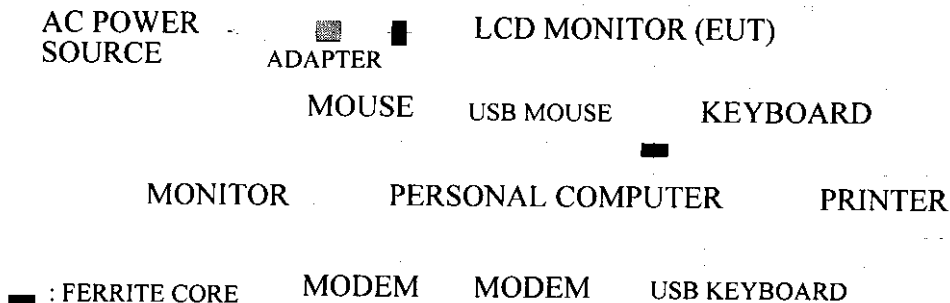 AC POWER SOURCE
ADAPTER
LCD MONITOR (EUT)
MOUSE USB MOUSE KEYBOARD
MONITOR PERSONAL COMPUTER PRINTER
: FERRITE CORE MODEM MODEM USB KEYBOARD